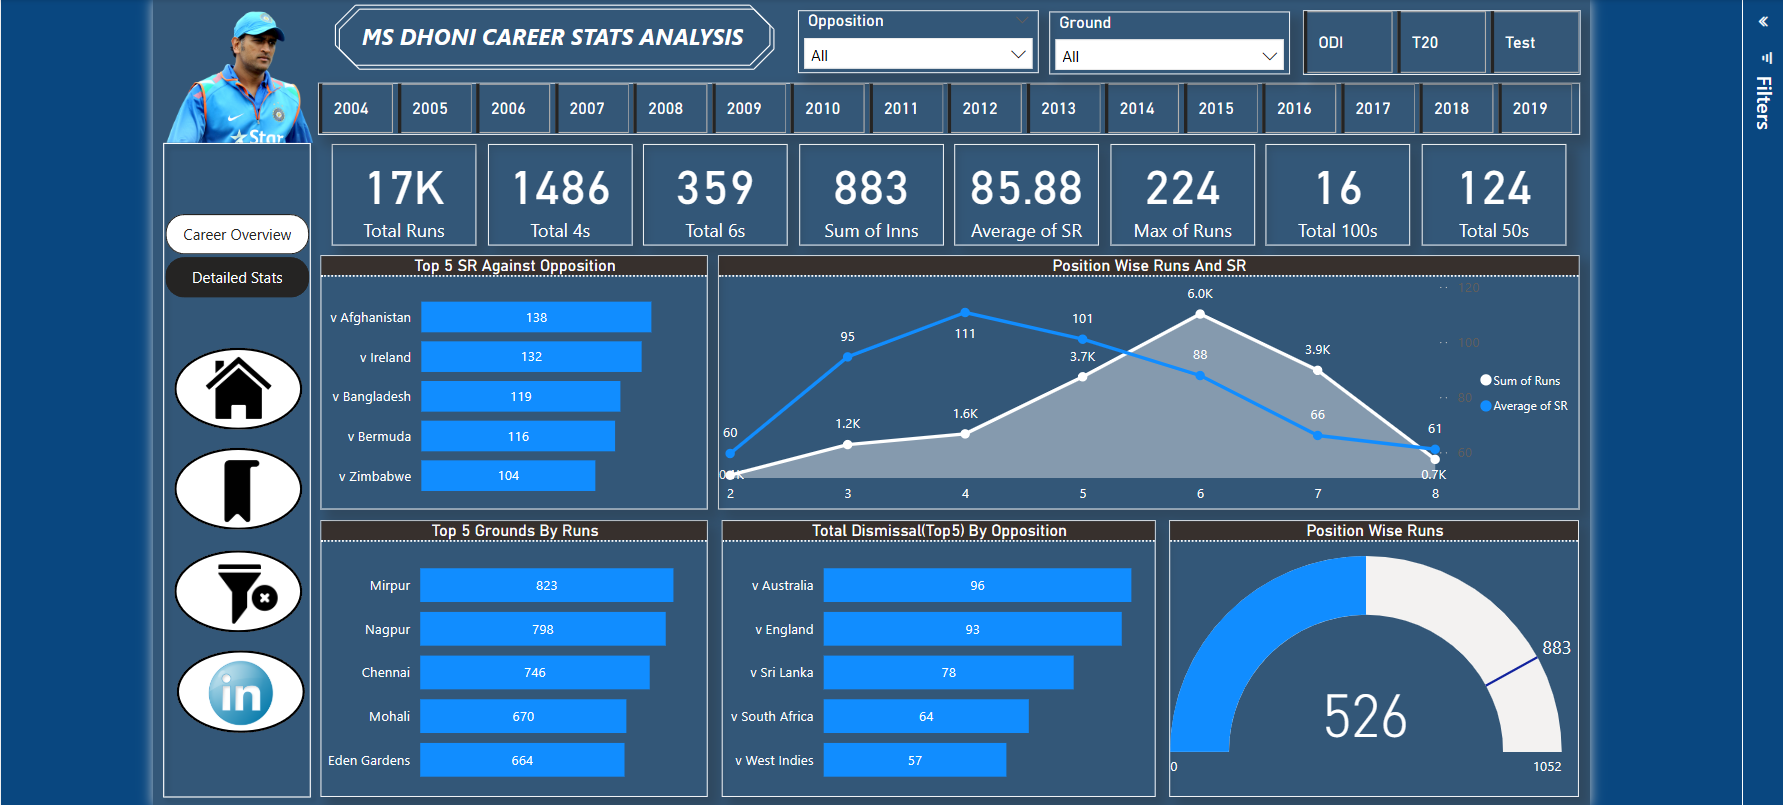 MS DHONI CAREER STATS ANALYSIS
Opposition
All
Ground
All
ODI
T20
Test
Filters
2004
2005
2006
2007
2008
2009
2010
2011
2012
2013
2014
2015
2016
2017
2018
2019
Star
17K
Total Runs
1486
Total 4s
359
Total 6s
883
Sum of Inns
85.88
Average of SR
224
Max of Runs
16
Total 100s
124
Total 50s
Career Overview
Detailed Stats
in
Top 5 SR Against Opposition
v Afghanistan 138
v Ireland 132
v Bangladesh 119
v Bermuda 116
v Zimbabwe 104
Position Wise Runs And SR
120
6.0K
101
95
111
100
3.7K
88
3.9K
Sum of Runs
80
Average of SR
1.6K
1.2K
66
60
61
60
0.7K
2 3 4 5 6 7 8
Top 5 Grounds By Runs
Mirpur 823
Nagpur 798
Chennai 746
Mohali 670
Eden Gardens 664
Total Dismissal(Top5) By Opposition
v Australia 96
v England 93
v Sri Lanka 78
v South Africa 64
v West Indies 57
Position Wise Runs
883
526
0
1052